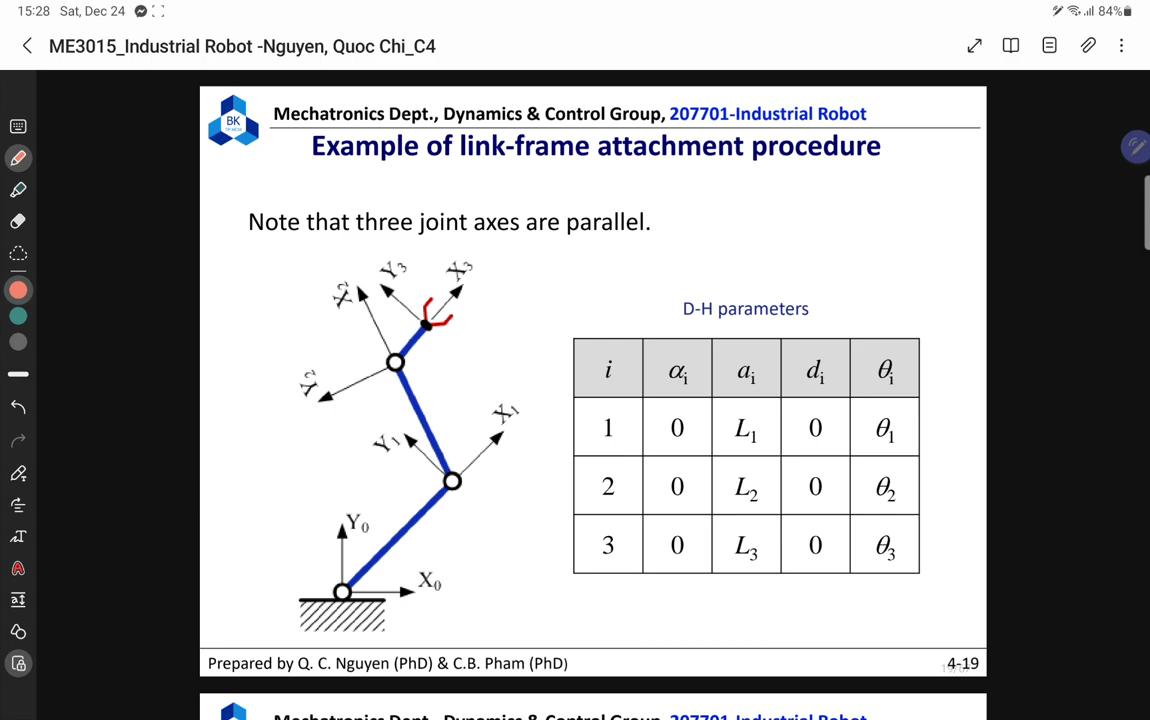 15:28 Sat, Dec 24
84%
ME3015_Industrial Robot -Nguyen, Quoc Chi_C4
BK
TP.HCM
Mechatronics Dept., Dynamics & Control Group, 207701-Industrial Robot
Example of link-frame attachment procedure
Note that three joint axes are parallel.
Y₃ X₃
X₂
Y₂
X₁
Y₁
Y₀
X₀
D-H parameters
i αᵢ aᵢ dᵢ θᵢ
1 0 L₁ 0 θ₁
2 0 L₂ 0 θ₂
3 0 L₃ 0 θ₃
Prepared by Q. C. Nguyen (PhD) & C.B. Pham (PhD)
4-19
BK
Mechatronics Dept., Dynamics & Control Group, 207701-Industrial Robot